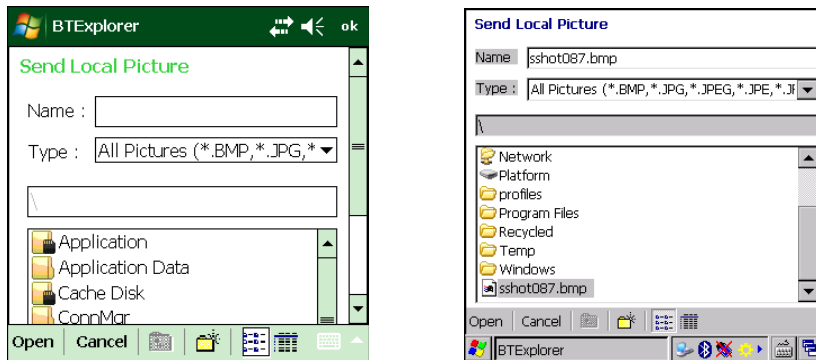 BTExplorer ok
Send Local Picture
Name :
Type : All Pictures (*.BMP,*.JPG,*
\
Application
Application Data
Cache Disk
ConnMgr
Open Cancel
Send Local Picture
Name sshot087.bmp
Type : All Pictures (*.BMP,*.JPG,*.JPEG,*.JPE,*.JF
\
Network
Platform
profiles
Program Files
Recycled
Temp
Windows
sshot087.bmp
Open Cancel
BTExplorer